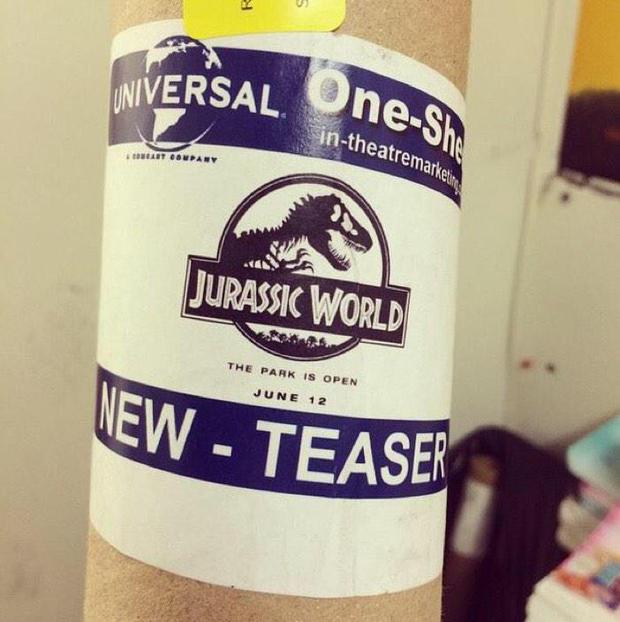 UNIVERSAL
A COMCAST COMPANY
One-She
in-theatremarketing
JURASSIC WORLD
THE PARK IS OPEN
JUNE 12
NEW - TEASER